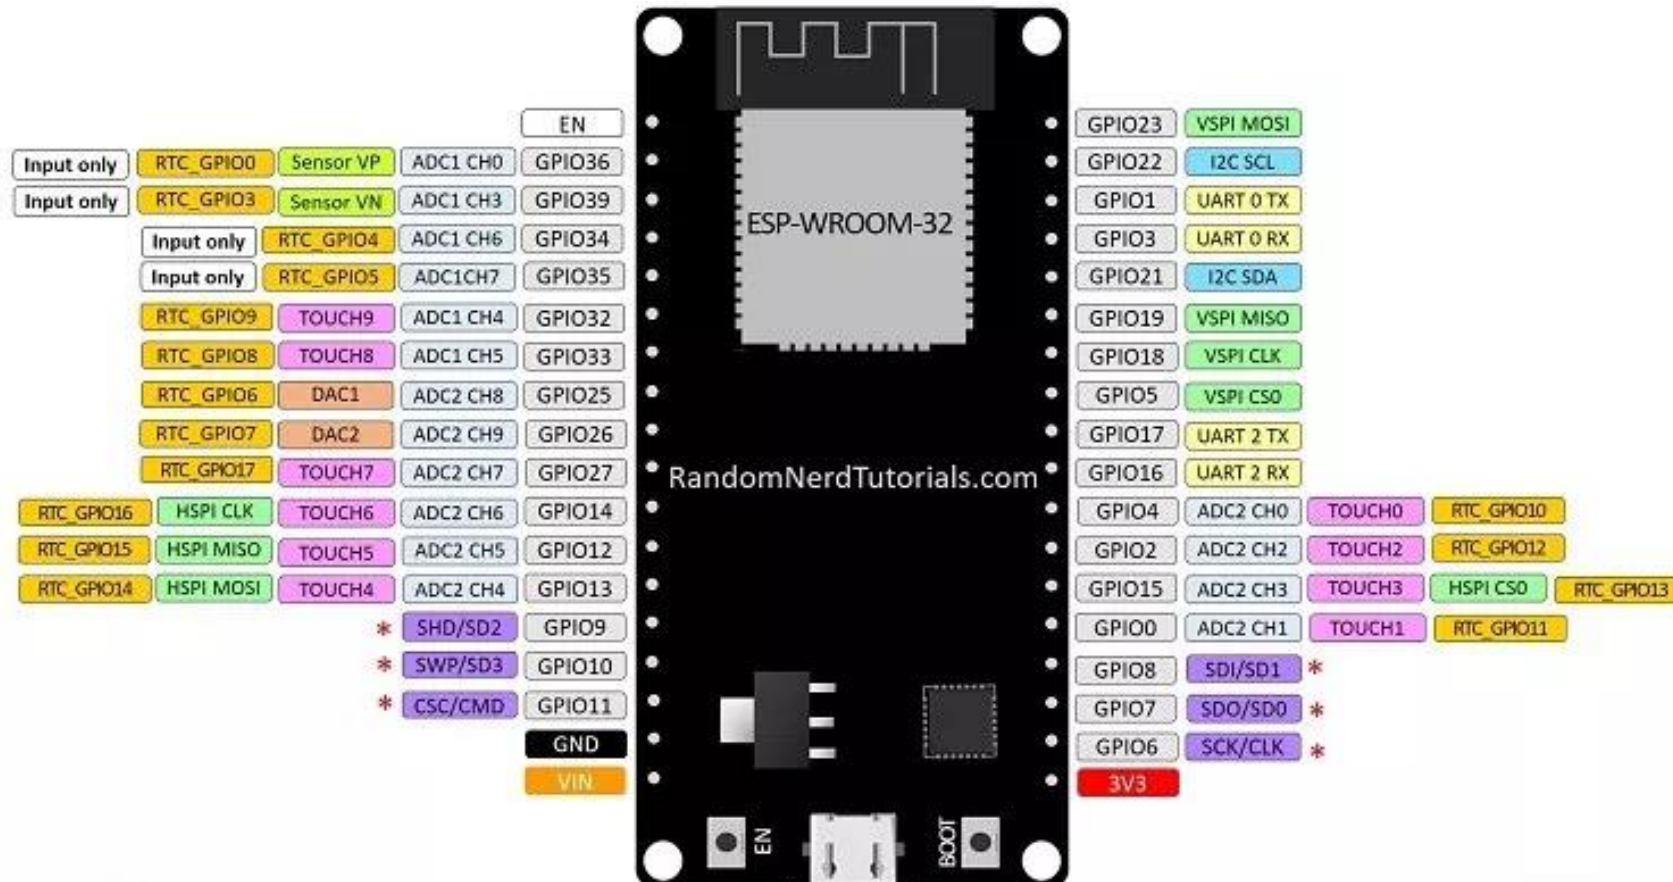 EN GPIO23 VSPI MOSI
Input only RTC_GPIO0 Sensor VP ADC1 CH0 GPIO36 GPIO22 I2C SCL
Input only RTC_GPIO3 Sensor VN ADC1 CH3 GPIO39 GPIO1 UART 0 TX
Input only RTC_GPIO4 ADC1 CH6 GPIO34 GPIO3 UART 0 RX
Input only RTC_GPIO5 ADC1CH7 GPIO35 GPIO21 I2C SDA
ESP-WROOM-32
RTC_GPIO9 TOUCH9 ADC1 CH4 GPIO32 GPIO19 VSPI MISO
RTC_GPIO8 TOUCH8 ADC1 CH5 GPIO33 GPIO18 VSPI CLK
RTC_GPIO6 DAC1 ADC2 CH8 GPIO25 GPIO5 VSPI CS0
RTC_GPIO7 DAC2 ADC2 CH9 GPIO26 GPIO17 UART 2 TX
RTC_GPIO17 TOUCH7 ADC2 CH7 GPIO27 GPIO16 UART 2 RX
RandomNerdTutorials.com
RTC_GPIO16 HSPI CLK TOUCH6 ADC2 CH6 GPIO14 GPIO4 ADC2 CH0 TOUCH0 RTC_GPIO10
RTC_GPIO15 HSPI MISO TOUCH5 ADC2 CH5 GPIO12 GPIO2 ADC2 CH2 TOUCH2 RTC_GPIO12
RTC_GPIO14 HSPI MOSI TOUCH4 ADC2 CH4 GPIO13 GPIO15 ADC2 CH3 TOUCH3 HSPI CS0 RTC_GPIO13
* SHD/SD2 GPIO9 GPIO0 ADC2 CH1 TOUCH1 RTC_GPIO11
* SWP/SD3 GPIO10 GPIO8 SDI/SD1 *
* CSC/CMD GPIO11 GPIO7 SDO/SD0 *
GND GPIO6 SCK/CLK *
VIN 3V3
EN BOOT